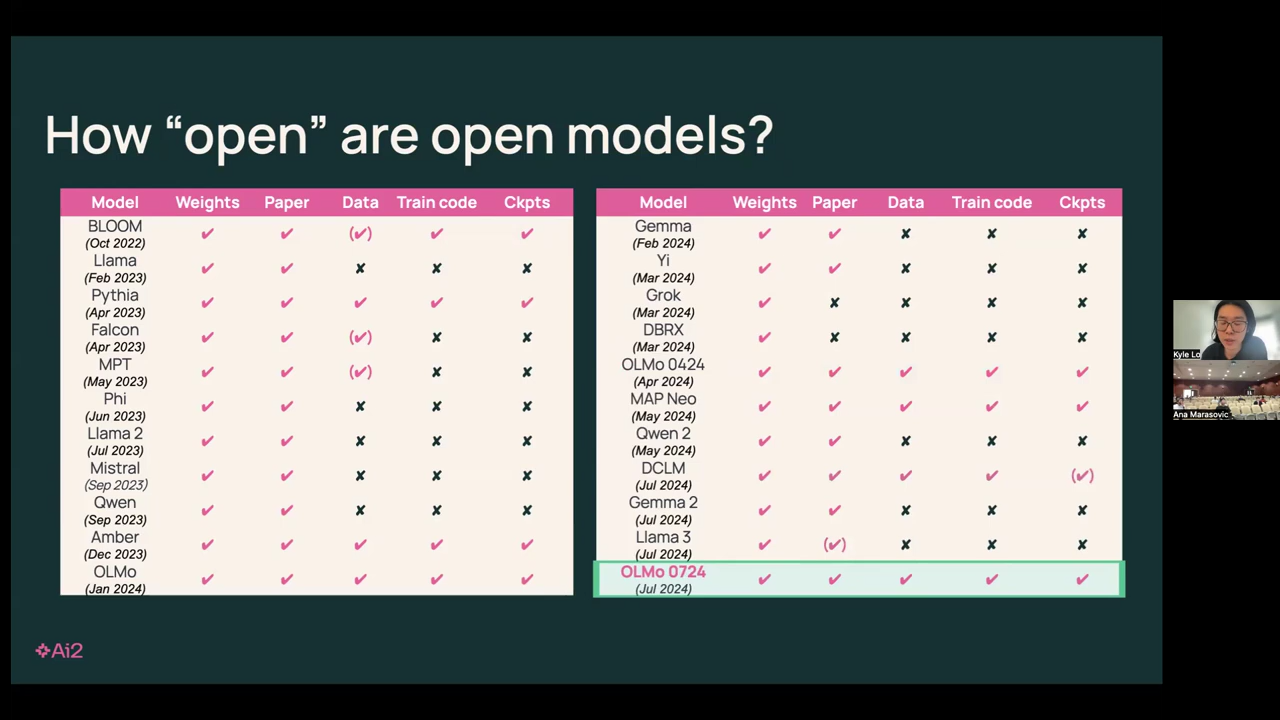 How “open” are open models?
Model Weights Paper Data Train code Ckpts
BLOOM ✔ ✔ (✔) ✔ ✔
(Oct 2022)
Llama ✔ ✔ ✘ ✘ ✘
(Feb 2023)
Pythia ✔ ✔ ✔ ✔ ✔
(Apr 2023)
Falcon ✔ ✔ (✔) ✘ ✘
(Apr 2023)
MPT ✔ ✔ (✔) ✘ ✘
(May 2023)
Phi ✔ ✔ ✘ ✘ ✘
(Jun 2023)
Llama 2 ✔ ✔ ✘ ✘ ✘
(Jul 2023)
Mistral ✔ ✔ ✘ ✘ ✘
(Sep 2023)
Qwen ✔ ✔ ✘ ✘ ✘
(Sep 2023)
Amber ✔ ✔ ✔ ✔ ✔
(Dec 2023)
OLMo ✔ ✔ ✔ ✔ ✔
(Jan 2024)
Model Weights Paper Data Train code Ckpts
Gemma ✔ ✔ ✘ ✘ ✘
(Feb 2024)
Yi ✔ ✔ ✘ ✘ ✘
(Mar 2024)
Grok ✔ ✘ ✘ ✘ ✘
(Mar 2024)
DBRX ✔ ✘ ✘ ✘ ✘
(Mar 2024)
OLMo 0424 ✔ ✔ ✔ ✔ ✔
(Apr 2024)
MAP Neo ✔ ✔ ✔ ✔ ✔
(May 2024)
Qwen 2 ✔ ✔ ✘ ✘ ✘
(May 2024)
DCLM ✔ ✔ ✔ ✔ (✔)
(Jul 2024)
Gemma 2 ✔ ✔ ✘ ✘ ✘
(Jul 2024)
Llama 3 ✔ (✔) ✘ ✘ ✘
(Jul 2024)
OLMo 0724 ✔ ✔ ✔ ✔ ✔
(Jul 2024)
Ai2
Kyle Lo
Ana Marasovic